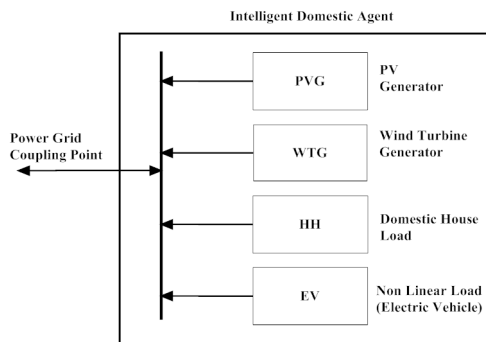 Intelligent Domestic Agent
PVG
PV
Generator
Power Grid
Coupling Point
WTG
Wind Turbine
Generator
HH
Domestic House
Load
EV
Non Linear Load
(Electric Vehicle)